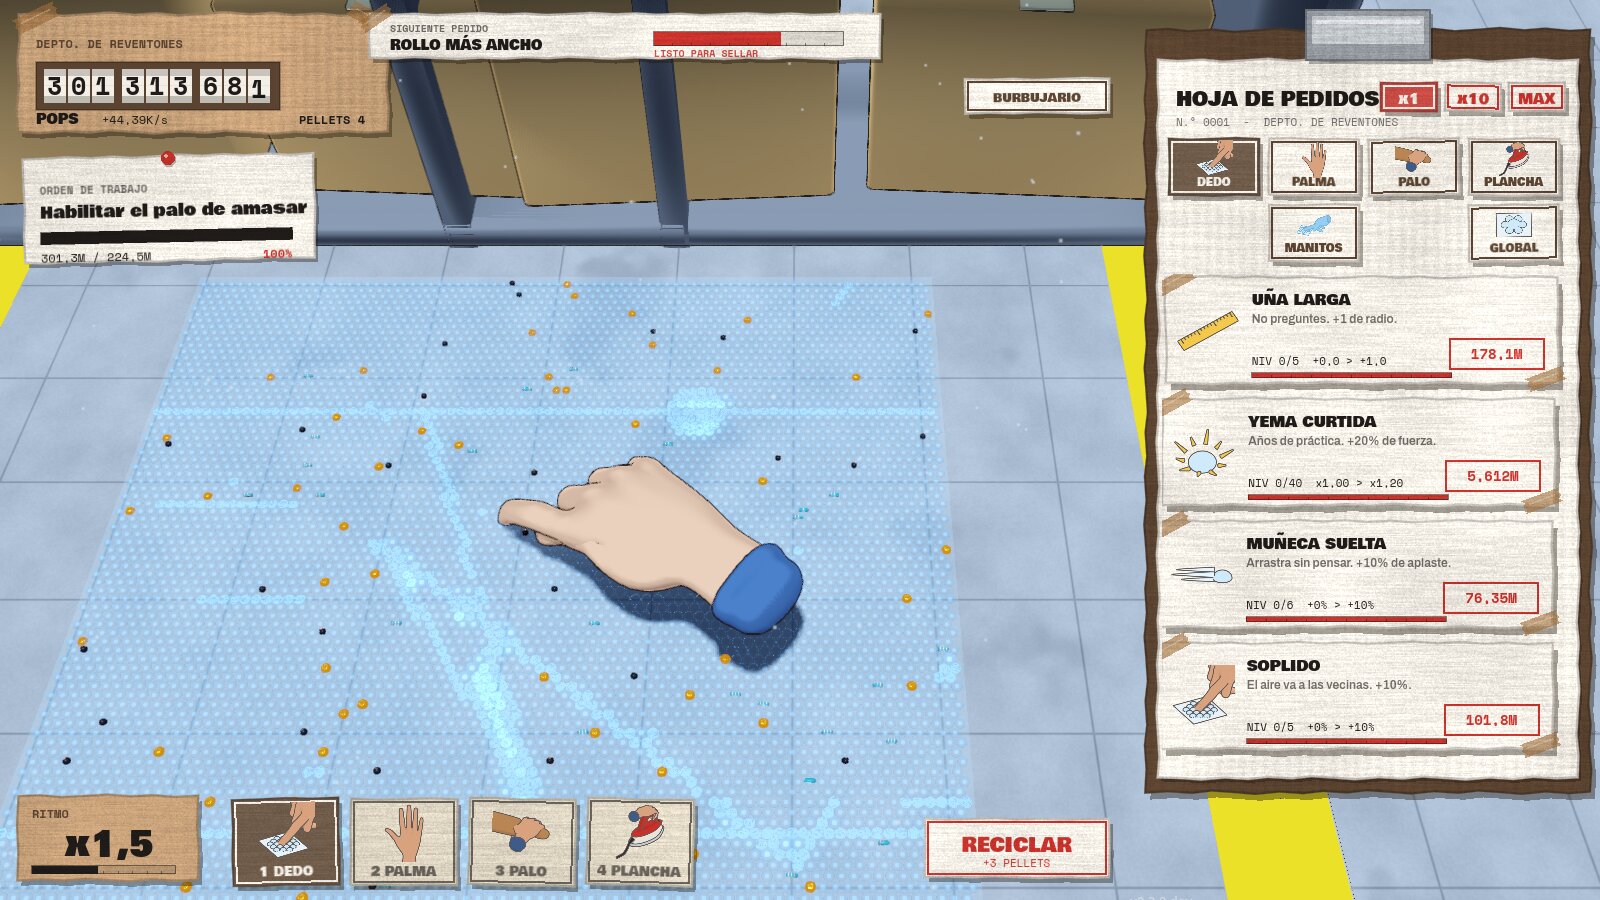 DEPTO. DE REVENTONES
301 313 681
POPS +44,39K/s PELLETS 4
SIGUIENTE PEDIDO
ROLLO MÁS ANCHO
LISTO PARA SELLAR
BURBUJARIO
ORDEN DE TRABAJO
Habilitar el palo de amasar
301,3M / 224,5M 100%
HOJA DE PEDIDOS x1 x10 MAX
N.° 0001 - DEPTO. DE REVENTONES
DEDO PALMA PALO PLANCHA
MANITOS GLOBAL
UÑA LARGA
No preguntes. +1 de radio.
NIV 0/5 +0,0 > +1,0 178,1M
YEMA CURTIDA
Años de práctica. +20% de fuerza.
NIV 0/40 x1,00 > x1,20 5,612M
MUÑECA SUELTA
Arrastra sin pensar. +10% de aplaste.
NIV 0/6 +0% > +10% 76,35M
SOPLIDO
El aire va a las vecinas. +10%.
NIV 0/5 +0% > +10% 101,8M
RITMO
x1,5
1 DEDO 2 PALMA 3 PALO 4 PLANCHA
RECICLAR
+3 PELLETS